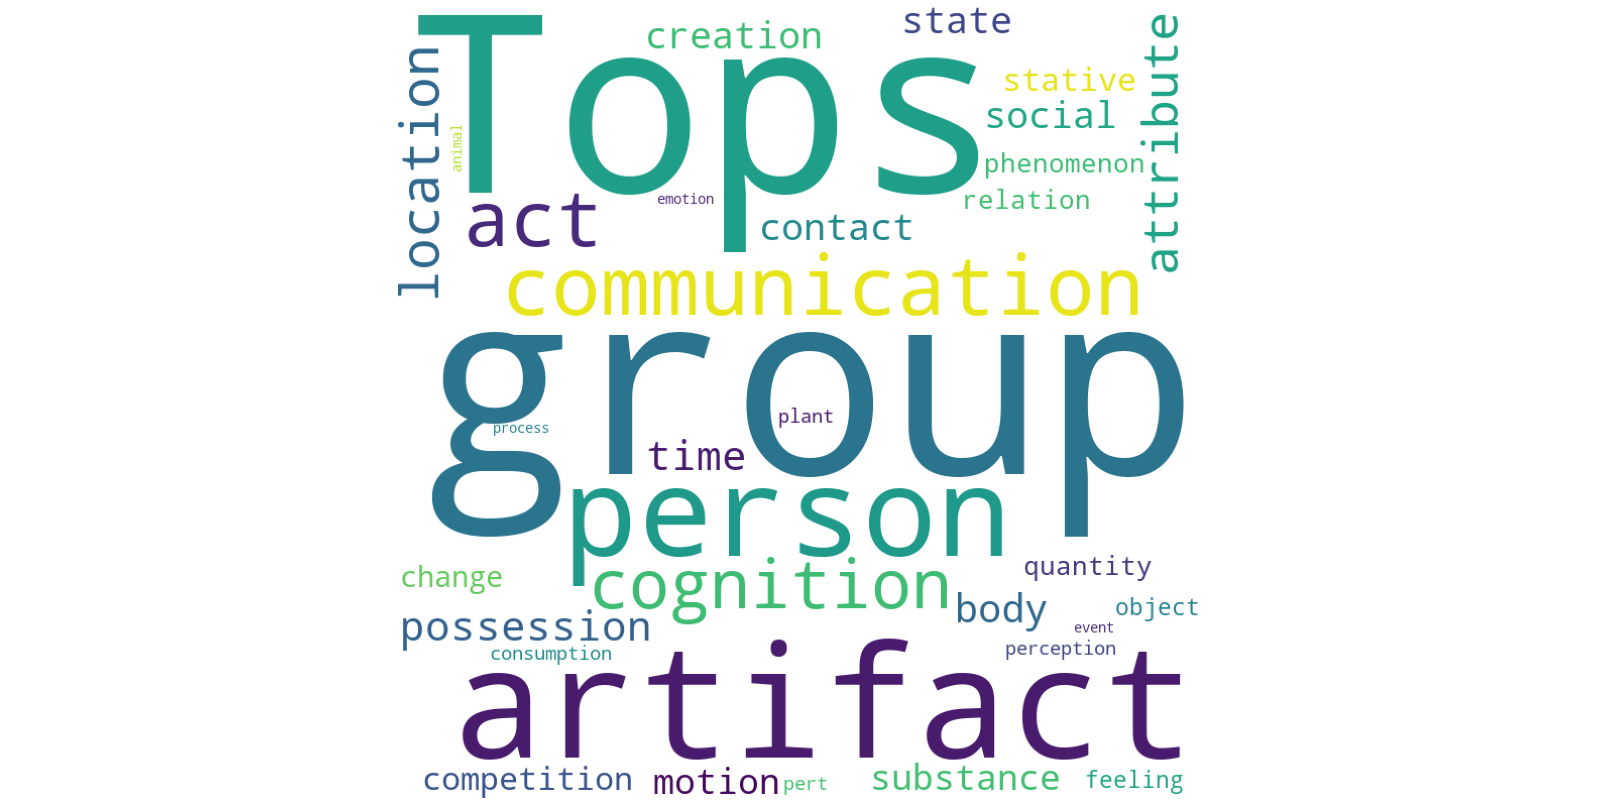 Tops
creation
state
location
attribute
stative
social
animal
phenomenon
emotion
relation
act
contact
communication
group
plant
process
time
person
cognition
quantity
change
body
object
possession
event
consumption
perception
artifact
competition
motion
pert
substance
feeling